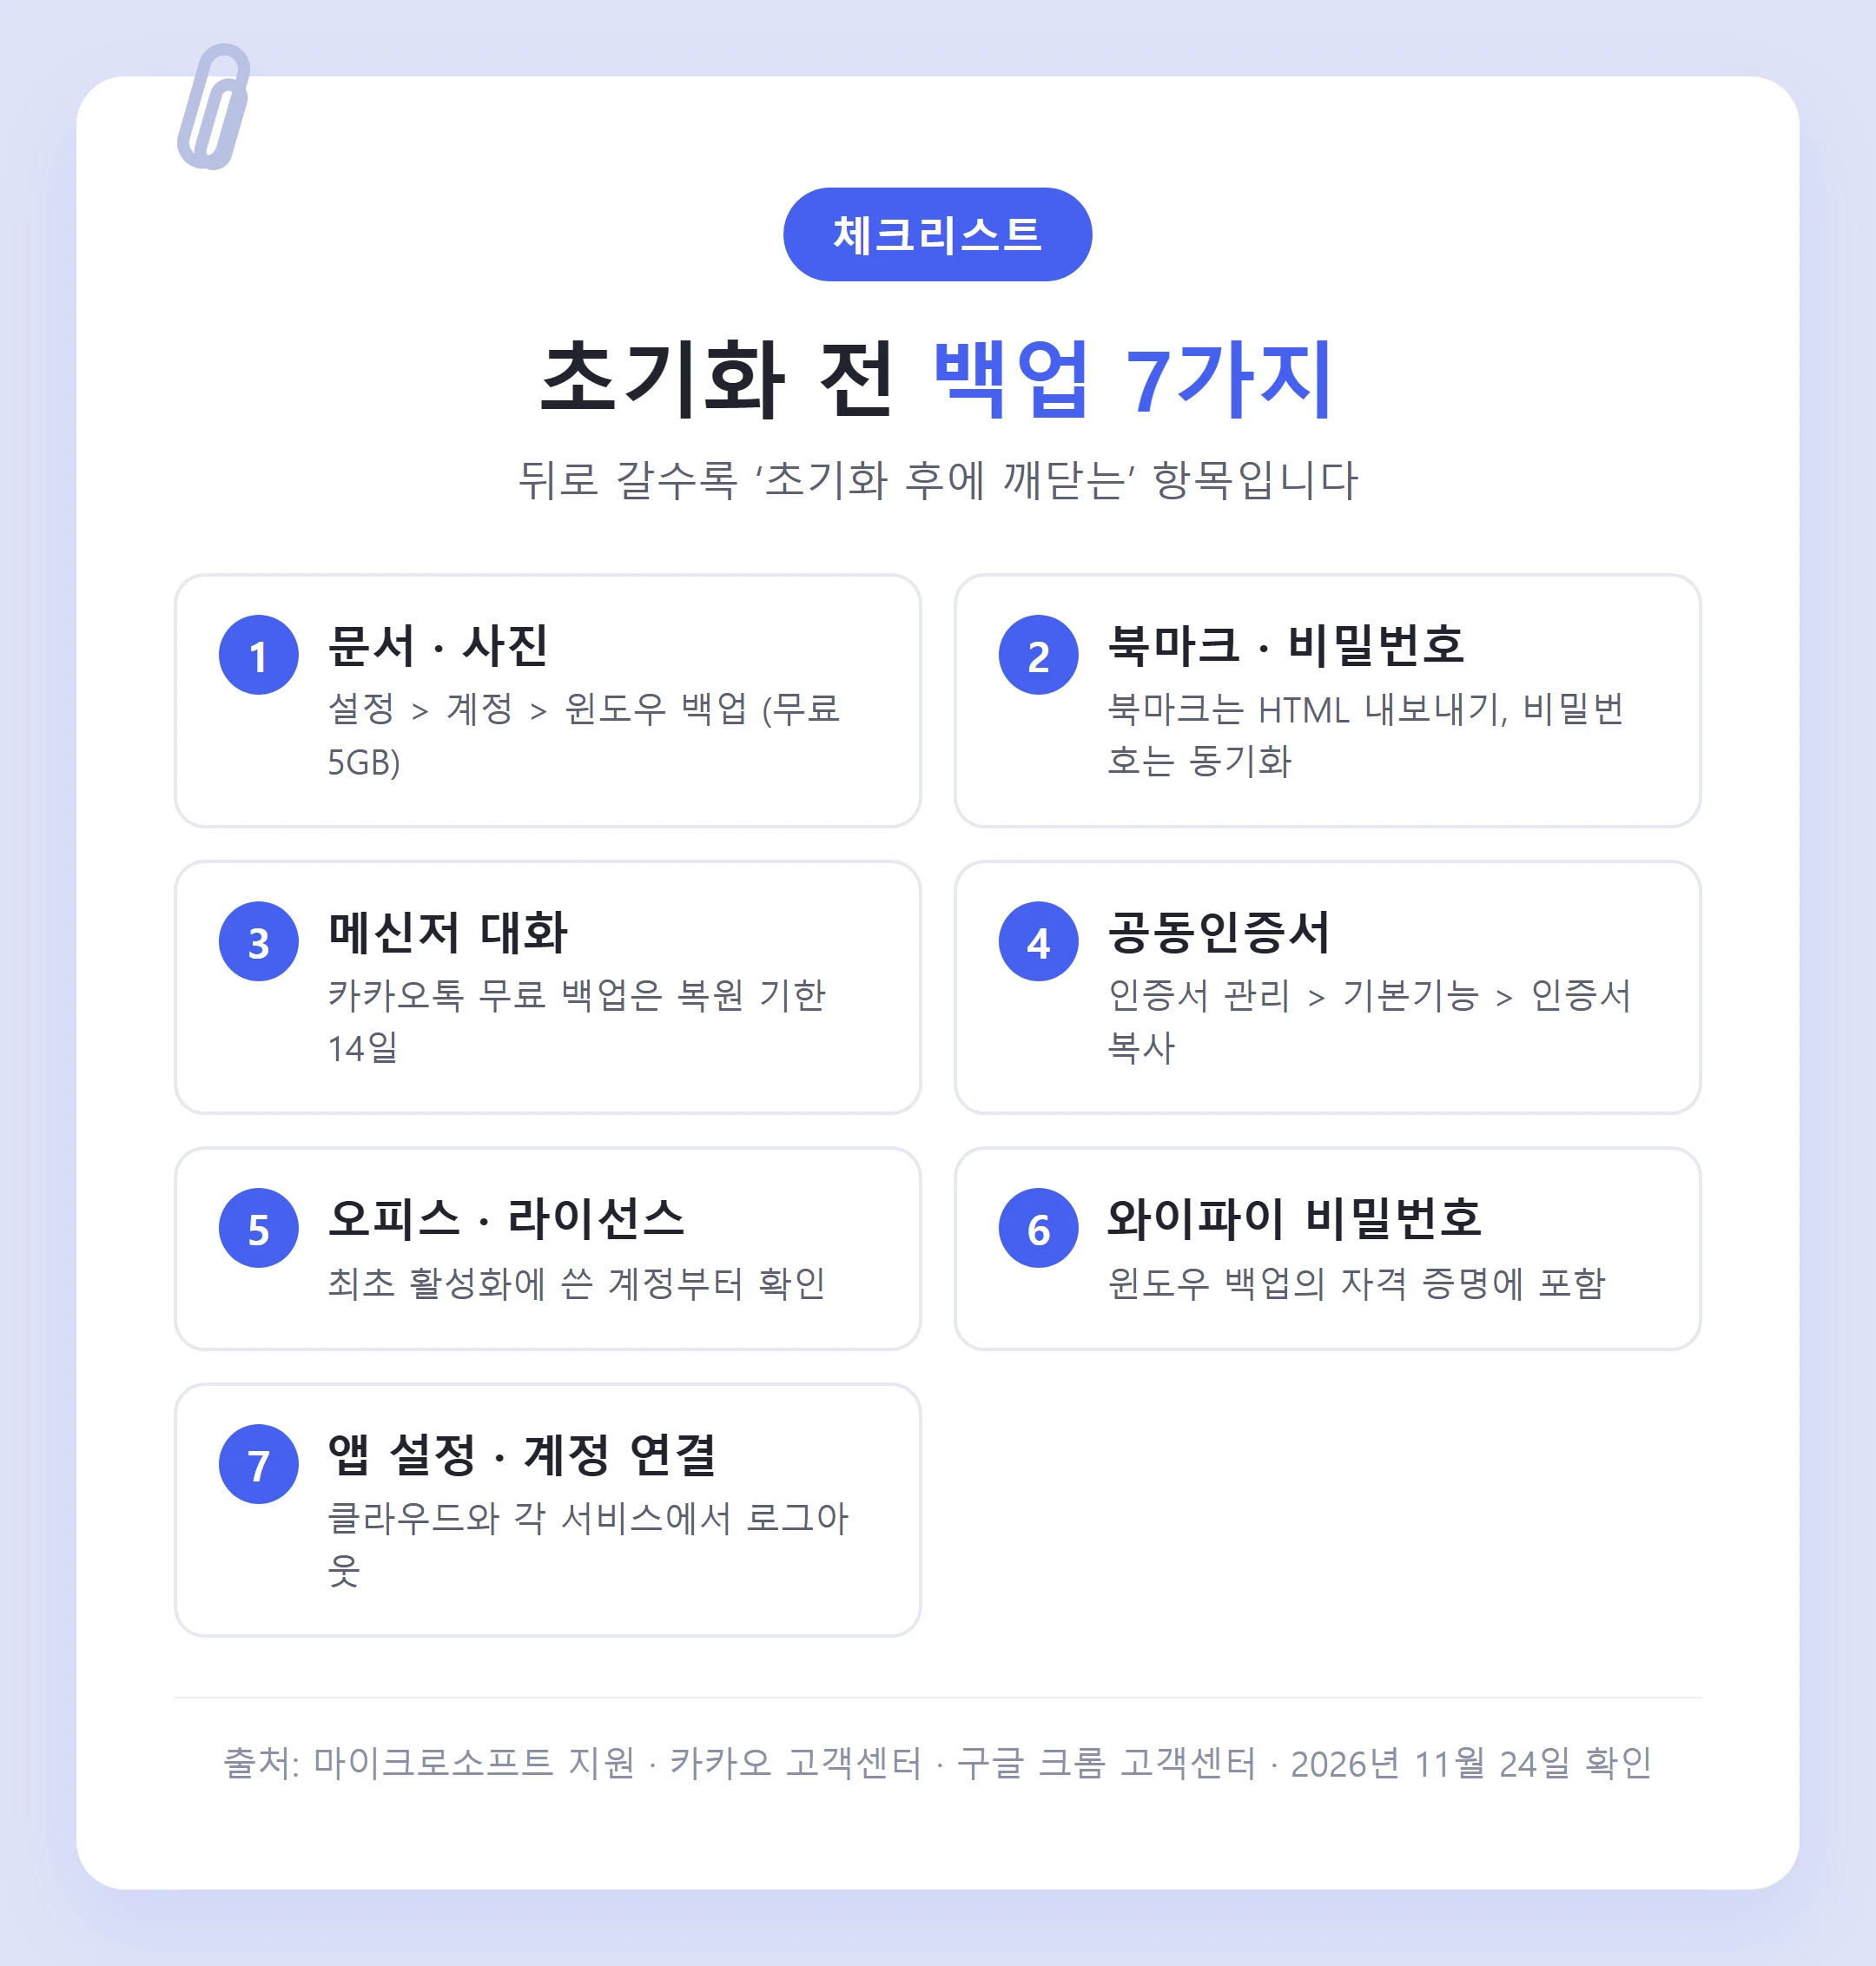 체크리스트
초기화 전 백업 7가지
뒤로 갈수록 ‘초기화 후에 깨닫는’ 항목입니다
1
문서 · 사진
설정 > 계정 > 윈도우 백업 (무료
5GB)
2
북마크 · 비밀번호
북마크는 HTML 내보내기, 비밀번
호는 동기화
3
메신저 대화
카카오톡 무료 백업은 복원 기한
14일
4
공동인증서
인증서 관리 > 기본기능 > 인증서
복사
5
오피스 · 라이선스
최초 활성화에 쓴 계정부터 확인
6
와이파이 비밀번호
윈도우 백업의 자격 증명에 포함
7
앱 설정 · 계정 연결
클라우드와 각 서비스에서 로그아
웃
출처: 마이크로소프트 지원 · 카카오 고객센터 · 구글 크롬 고객센터 · 2026년 11월 24일 확인